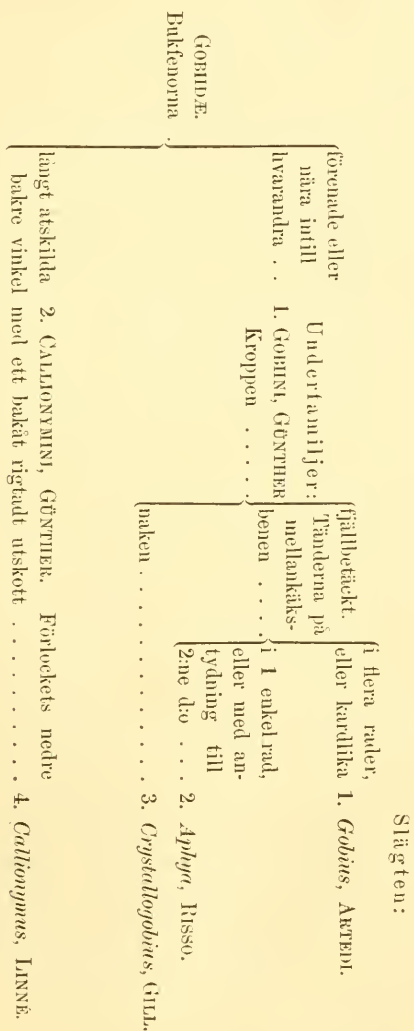 Slägten:
Underfamiljer:
GOBIIDÆ.
Bukfenorna .
förenade eller
nära intill
hvarandra . .
1. GOBIINI, GÜNTHER
Kroppen . . . . .
fjällbetäckt.
Tänderna på
mellankäks-
benen . . . .
i flera rader,
eller kardlika 1. Gobius, ARTEDI.
i 1 enkel rad,
eller med an-
tydning till
2:ne d:o . . . 2. Aphya, RISSO.
naken . . . . . . . . . . . . . . 3. Crystallogobius, GILL.
långt atskilda 2. CALLIONYMINI, GÜNTHER. Förlockets nedre
bakre vinkel med ett bakåt rigtadt utskott . . . . . . . . . 4. Callionymus, LINNÉ.